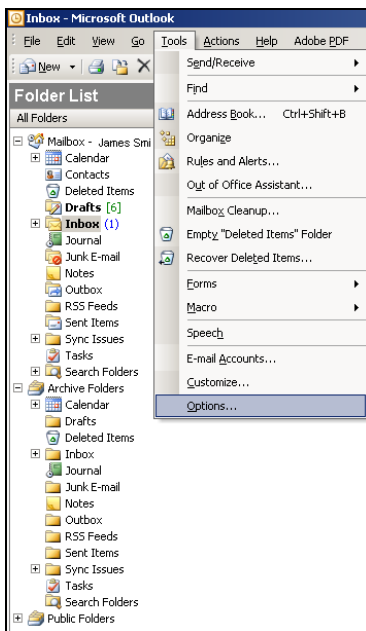 Inbox - Microsoft Outlook
File Edit View Go Tools Actions Help Adobe PDF
New
Folder List
All Folders
Mailbox - James Smi
Calendar
Contacts
Deleted Items
Drafts [6]
Inbox (1)
Journal
Junk E-mail
Notes
Outbox
RSS Feeds
Sent Items
Sync Issues
Tasks
Search Folders
Archive Folders
Calendar
Drafts
Deleted Items
Inbox
Journal
Junk E-mail
Notes
Outbox
RSS Feeds
Sent Items
Sync Issues
Tasks
Search Folders
Public Folders
Send/Receive
Find
Address Book... Ctrl+Shift+B
Organize
Rules and Alerts...
Out of Office Assistant...
Mailbox Cleanup...
Empty "Deleted Items" Folder
Recover Deleted Items...
Forms
Macro
Speech
E-mail Accounts...
Customize...
Options...